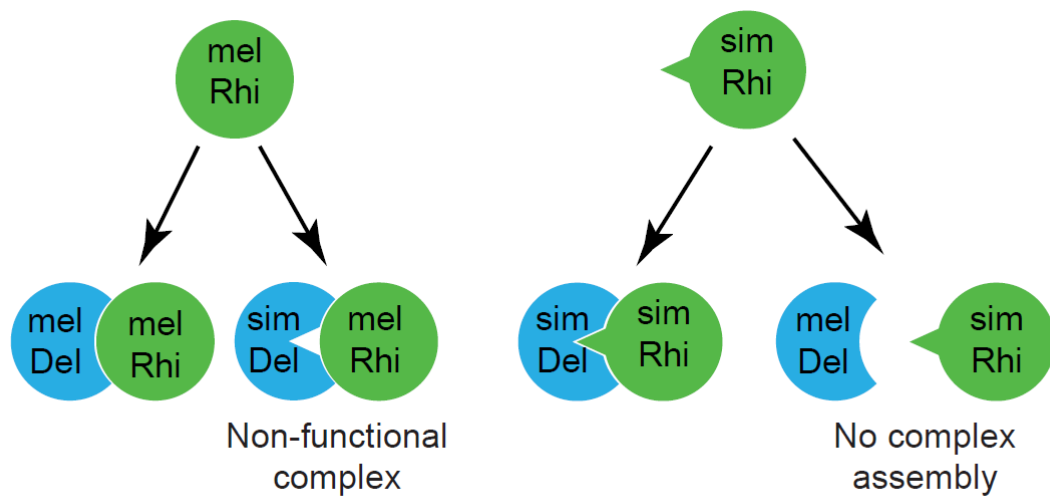 mel
Rhi
sim
Rhi
mel
Del
mel
Rhi
sim
Del
mel
Rhi
sim
Del
sim
Rhi
mel
Del
sim
Rhi
Non-functional
complex
No complex
assembly